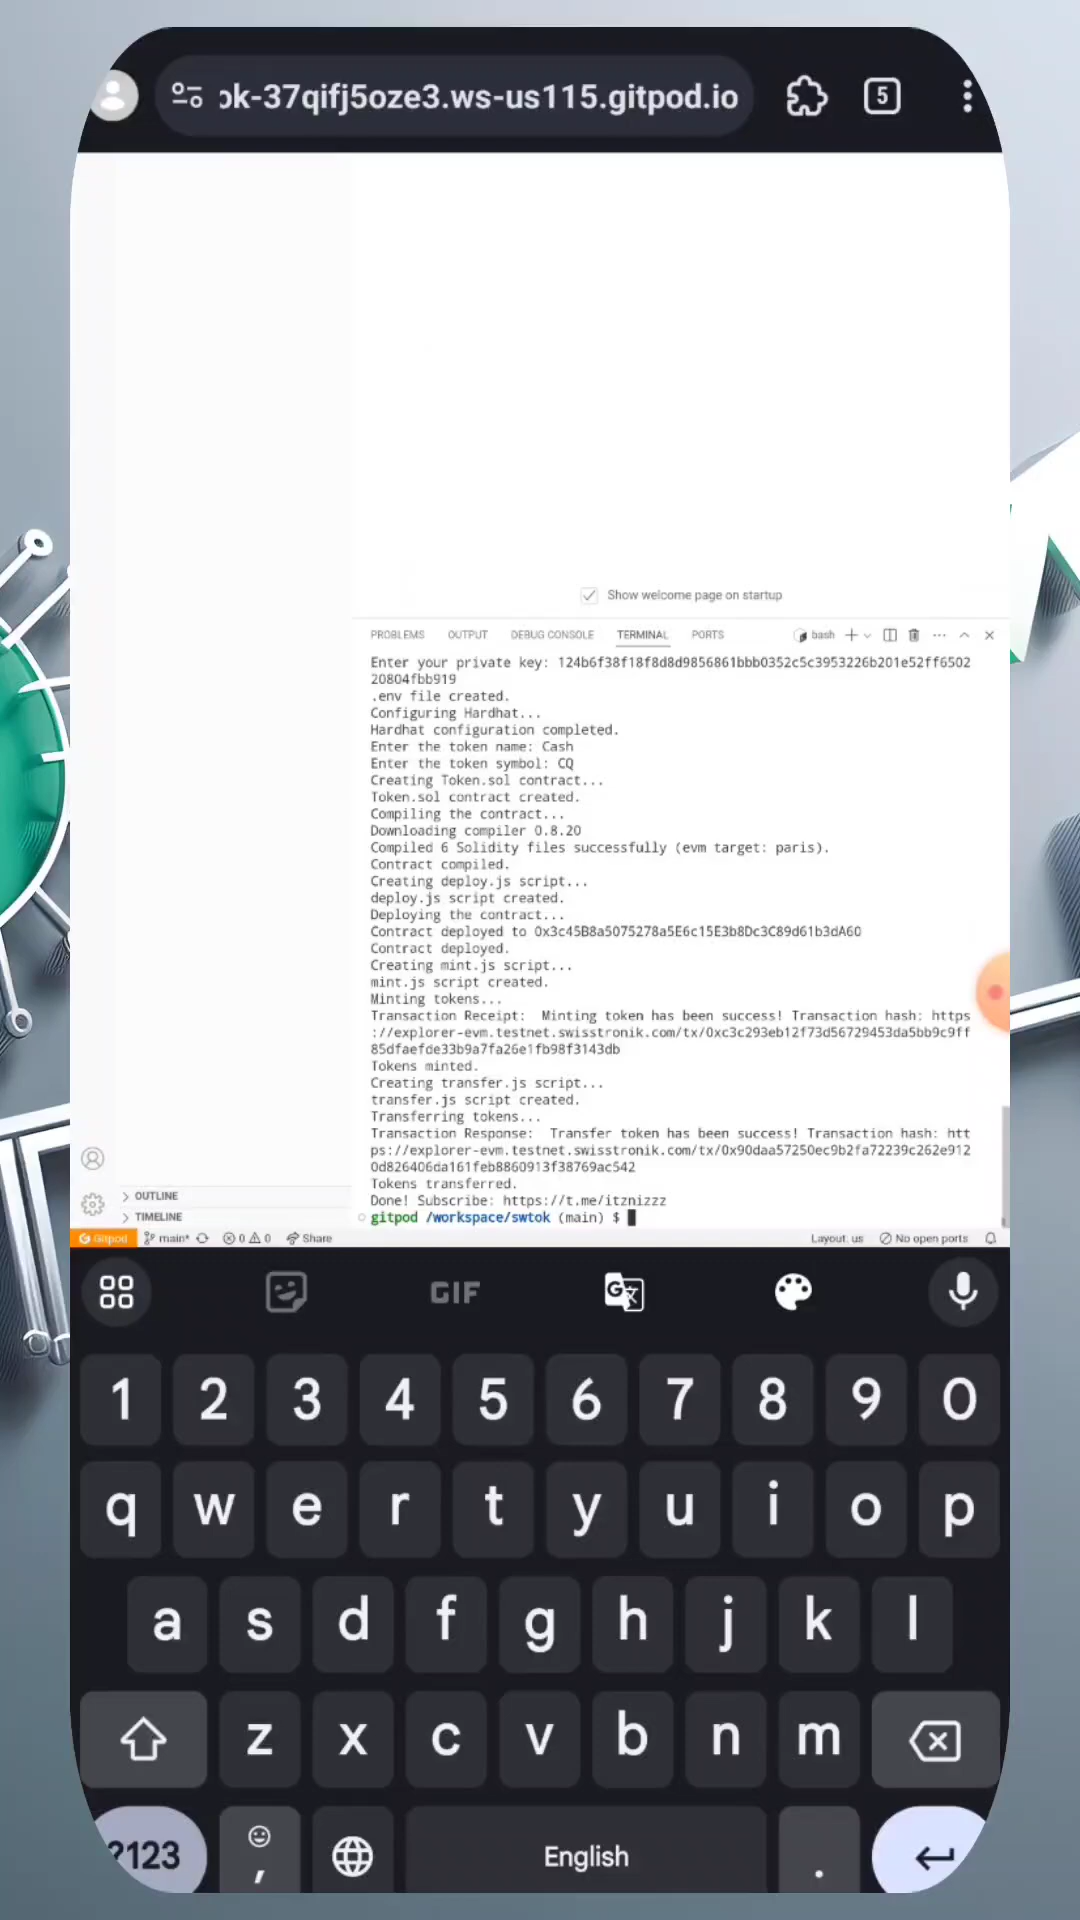 ok-37qifj5oze3.ws-us115.gitpod.io
5
Show welcome page on startup
PROBLEMS OUTPUT DEBUG CONSOLE TERMINAL PORTS bash
Enter your private key: 124b6f38f18f8d8d9856861bbb0352c5c3953226b201e52ff6502
20804fbb919
.env file created.
Configuring Hardhat...
Hardhat configuration completed.
Enter the token name: Cash
Enter the token symbol: CQ
Creating Token.sol contract...
Token.sol contract created.
Compiling the contract...
Downloading compiler 0.8.20
Compiled 6 Solidity files successfully (evm target: paris).
Contract compiled.
Creating deploy.js script...
deploy.js script created.
Deploying the contract...
Contract deployed to 0x3c45B8a5075278a5E6c15E3b8Dc3C89d61b3dA60
Contract deployed.
Creating mint.js script...
mint.js script created.
Minting tokens...
Transaction Receipt:  Minting token has been success! Transaction hash: https
://explorer-evm.testnet.swisstronik.com/tx/0xc3c293eb12f73d56729453da5bb9c9ff
85dfaefde33b9a7fa26e1fb98f3143db
Tokens minted.
Creating transfer.js script...
transfer.js script created.
Transferring tokens...
Transaction Response:  Transfer token has been success! Transaction hash: htt
ps://explorer-evm.testnet.swisstronik.com/tx/0x90daa57250ec9b2fa72239c262e912
0d826406da161feb8860913f38769ac542
Tokens transferred.
Done! Subscribe: https://t.me/itznizzz
gitpod /workspace/swtok (main) $
OUTLINE
TIMELINE
Gitpod main* 0 0 Share Layout: us No open ports
GIF
1 2 3 4 5 6 7 8 9 0
q w e r t y u i o p
a s d f g h j k l
z x c v b n m
?123 , English .